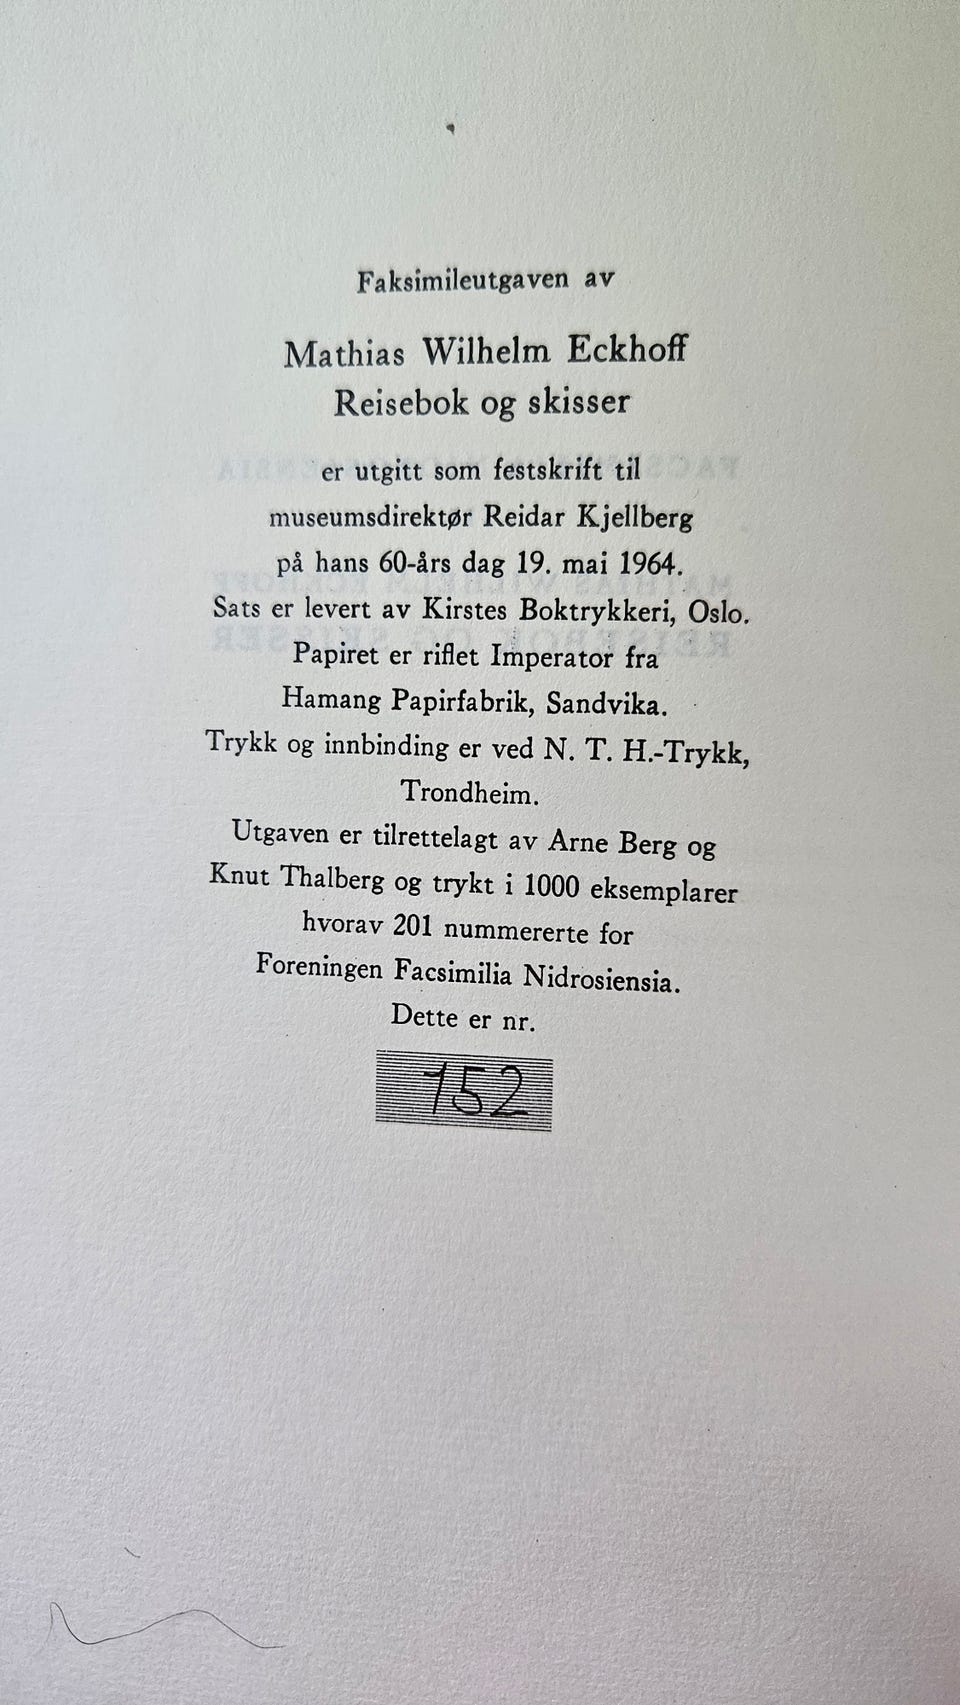 Faksimileutgaven av
Mathias Wilhelm Eckhoff
Reisebok og skisser
er utgitt som festskrift til
museumsdirektør Reidar Kjellberg
på hans 60-års dag 19. mai 1964.
Sats er levert av Kirstes Boktrykkeri, Oslo.
Papiret er riflet Imperator fra
Hamang Papirfabrik, Sandvika.
Trykk og innbinding er ved N. T. H.-Trykk,
Trondheim.
Utgaven er tilrettelagt av Arne Berg og
Knut Thalberg og trykt i 1000 eksemplarer
hvorav 201 nummererte for
Foreningen Facsimilia Nidrosiensia.
Dette er nr.
152